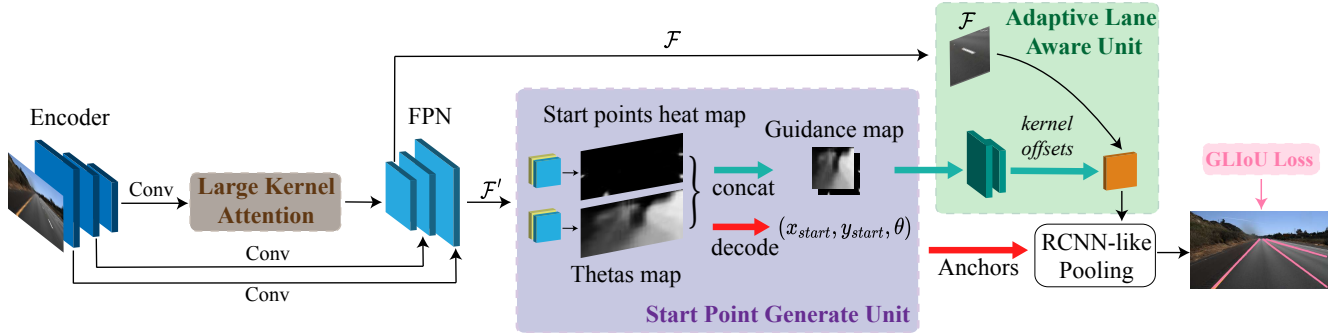 Encoder
Conv
Large Kernel
Attention
Conv
Conv
FPN
F
F'
Start points heat map
Thetas map
concat
decode
Guidance map
(x_start, y_start, θ)
Start Point Generate Unit
Adaptive Lane
Aware Unit
F
kernel
offsets
Anchors
RCNN-like
Pooling
GLIoU Loss